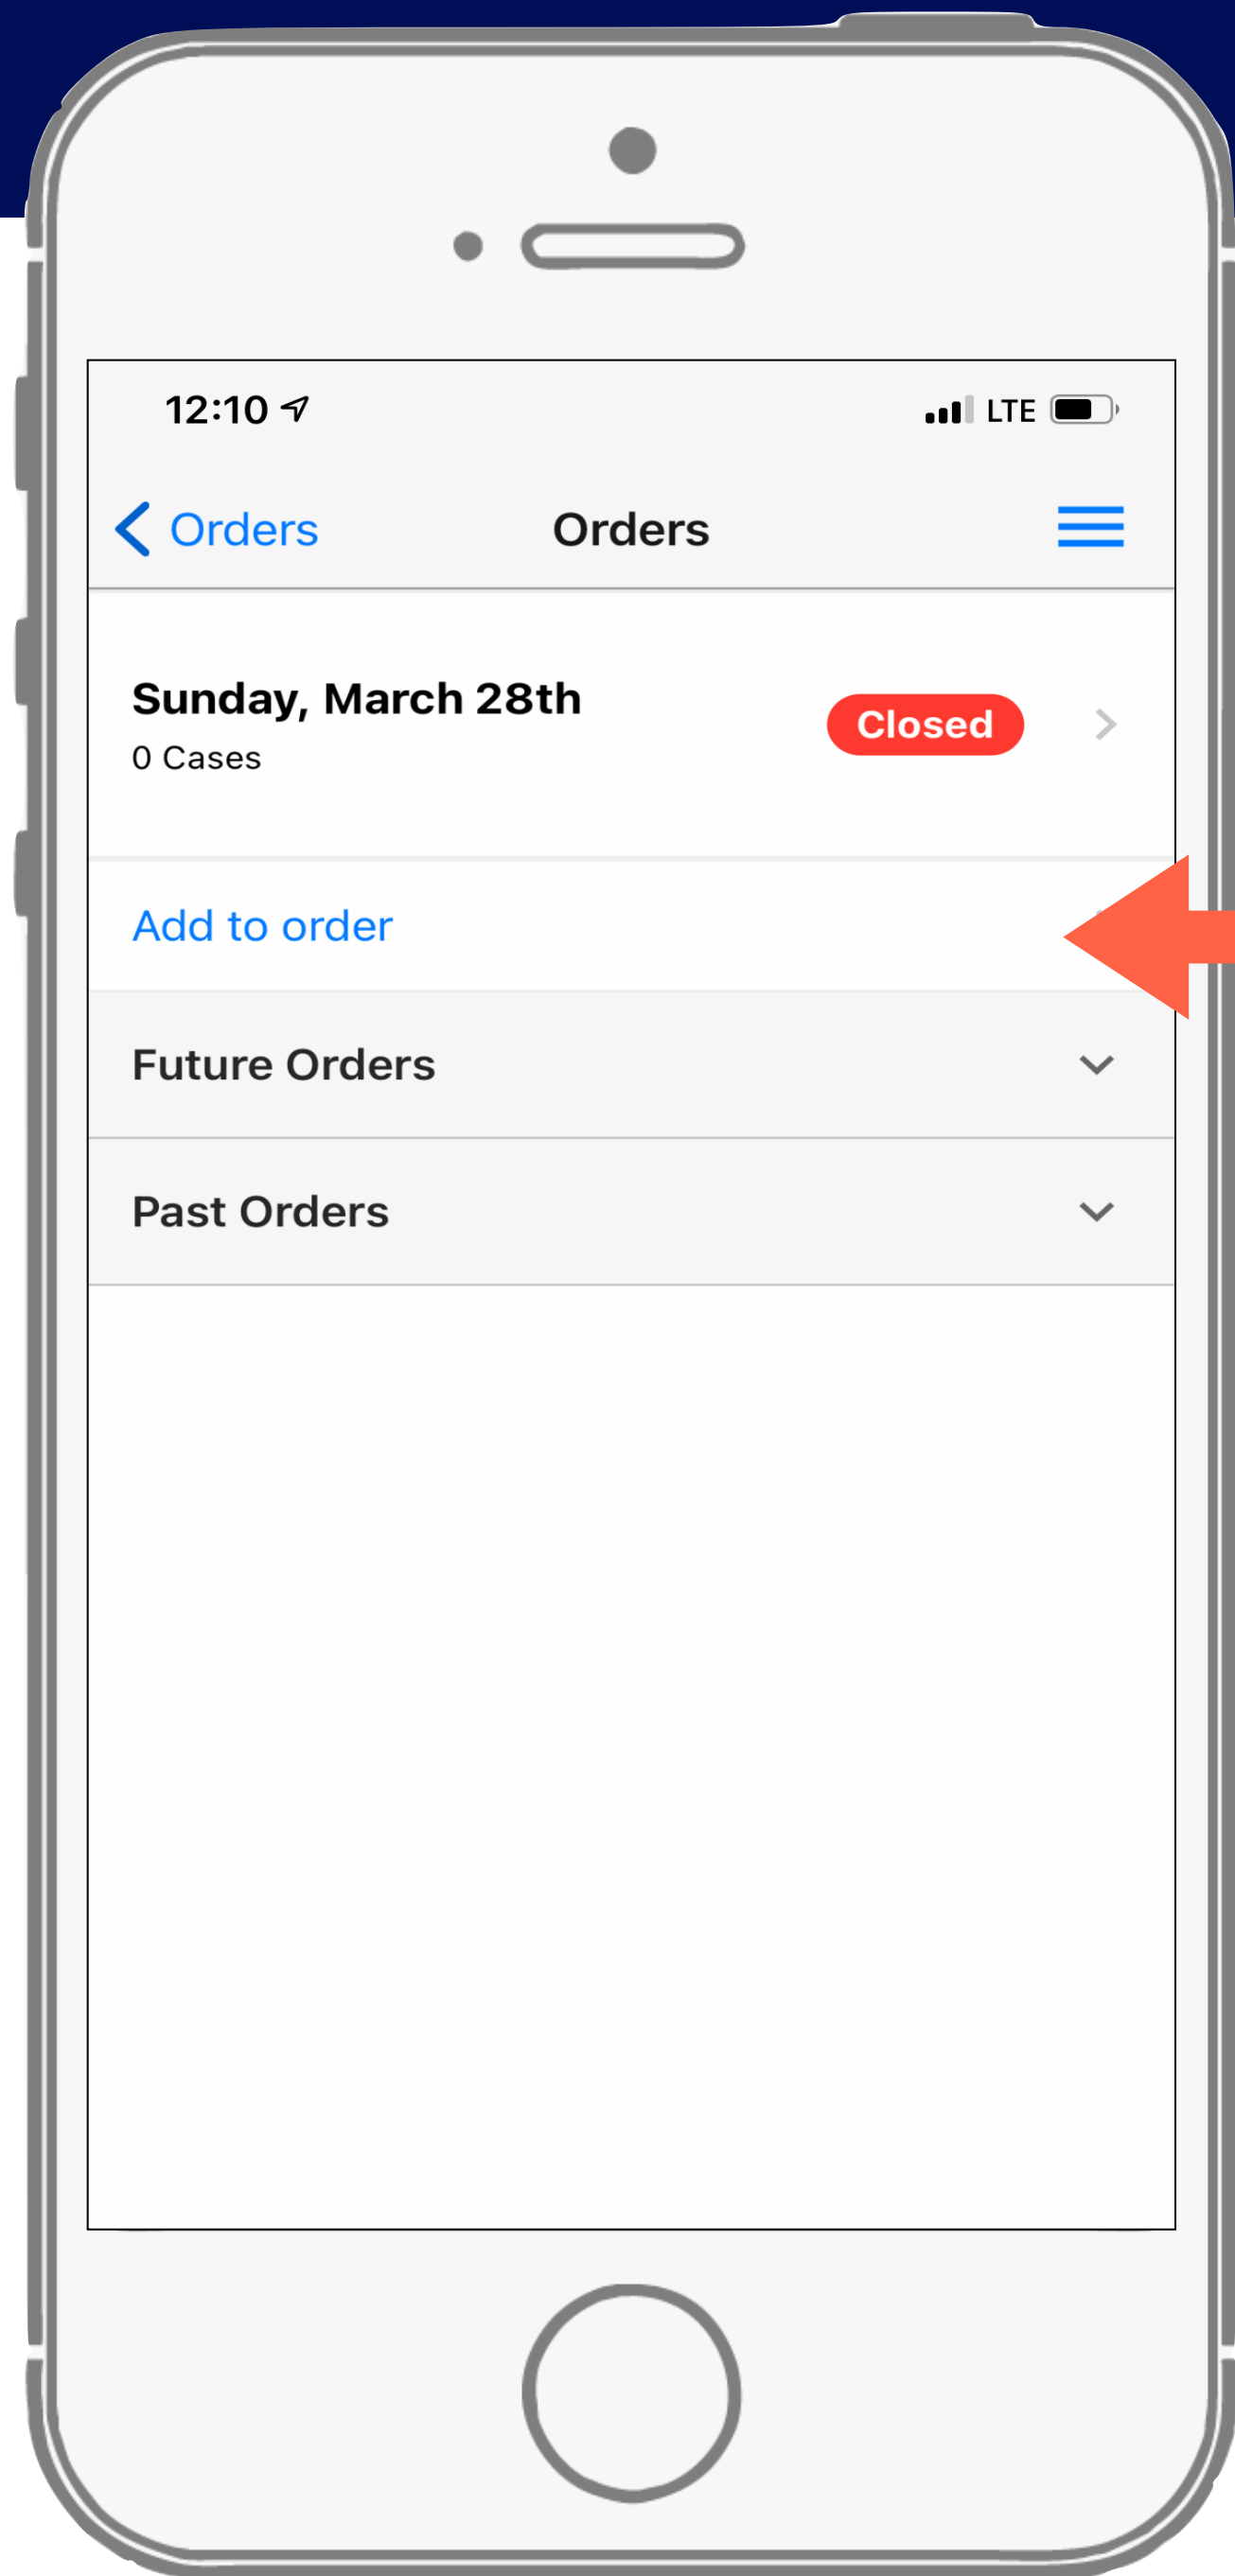 12:10 LTE
Orders Orders
Sunday, March 28th
Closed
0 Cases
Add to order
Future Orders
Past Orders